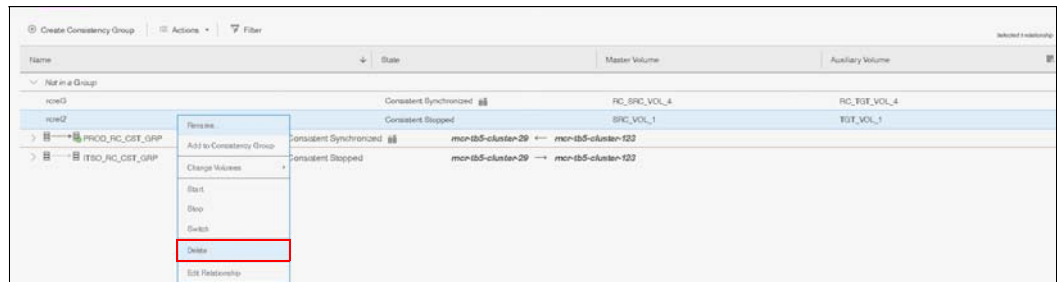 Create Consistency Group Actions Filter
Selected 1 relationship
Name State Master Volume Auxiliary Volume
Not in a Group
rcrel3 Consistent Synchronized RC_SRC_VOL_4 RC_TGT_VOL_4
rcrel2 Consistent Stopped SRC_VOL_1 TGT_VOL_1
Rename...
PROD_RC_CST_GRP Consistent Synchronized mcr-tb5-cluster-29 ← mcr-tb5-cluster-123
Add to Consistency Group
ITSO_RC_CST_GRP Consistent Stopped mcr-tb5-cluster-29 → mcr-tb5-cluster-123
Change Volumes
Start
Stop
Switch
Delete
Edit Relationship